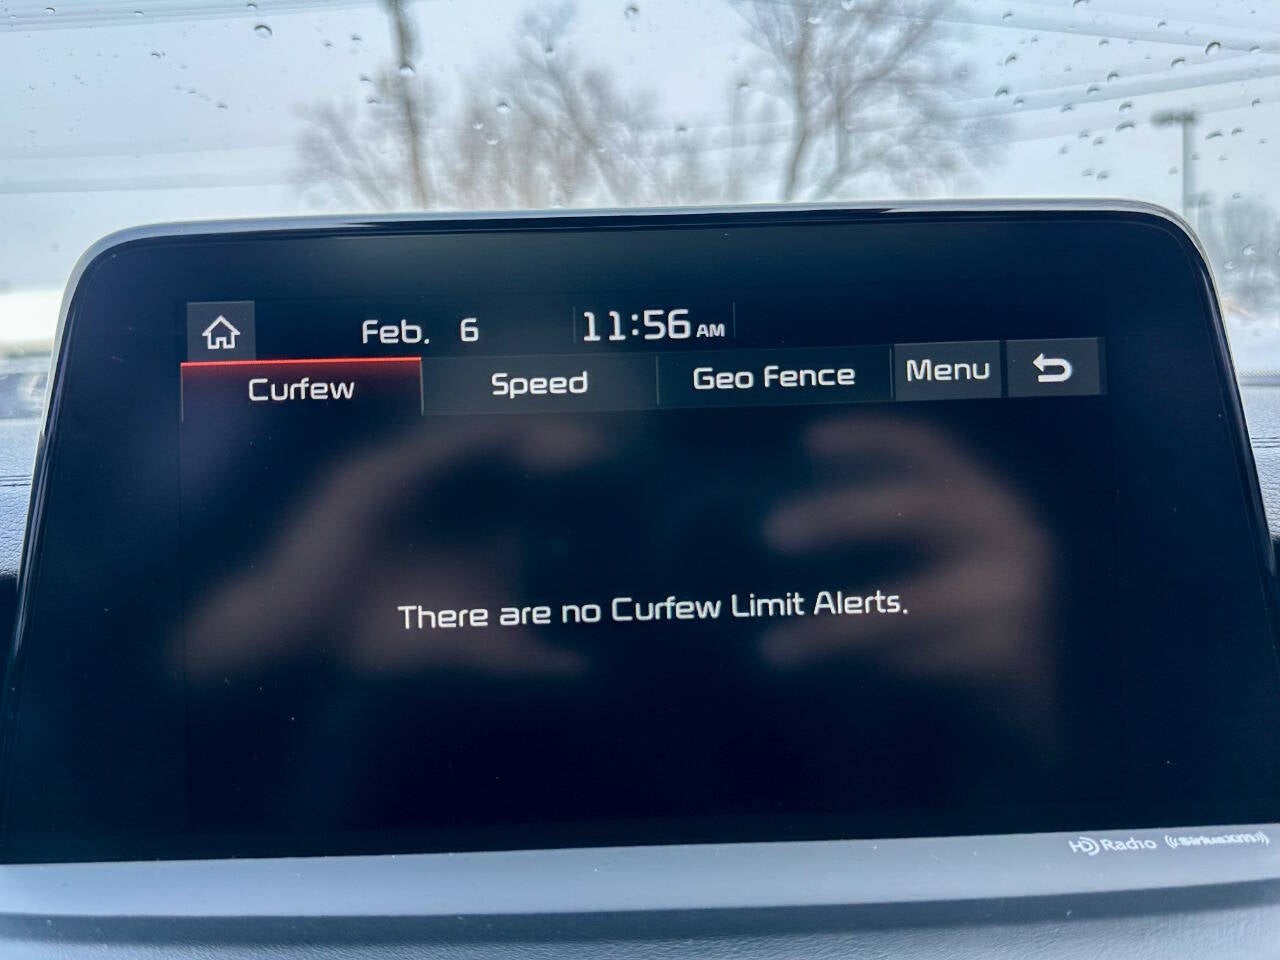 Feb. 6 11:56 AM
Curfew Speed Geo Fence Menu
There are no Curfew Limit Alerts.
HD Radio ((SiriusXM))